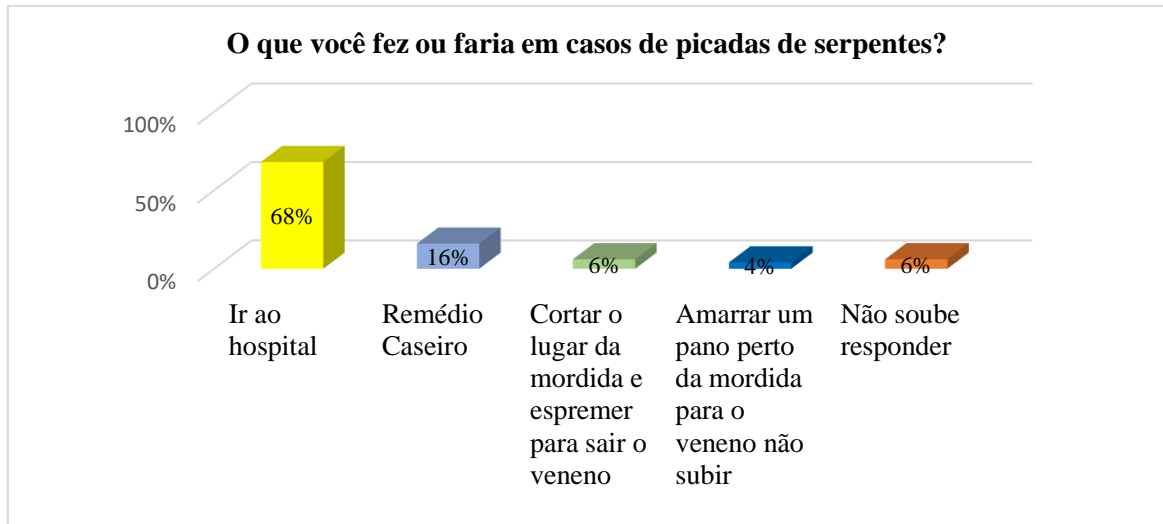 O que você fez ou faria em casos de picadas de serpentes?
100%
50%
0%
68%
16%
6%
4%
6%
Ir ao
hospital
Remédio
Caseiro
Cortar o
lugar da
mordida e
espremer
para sair o
veneno
Amarrar um
pano perto
da mordida
para o
veneno não
subir
Não soube
responder